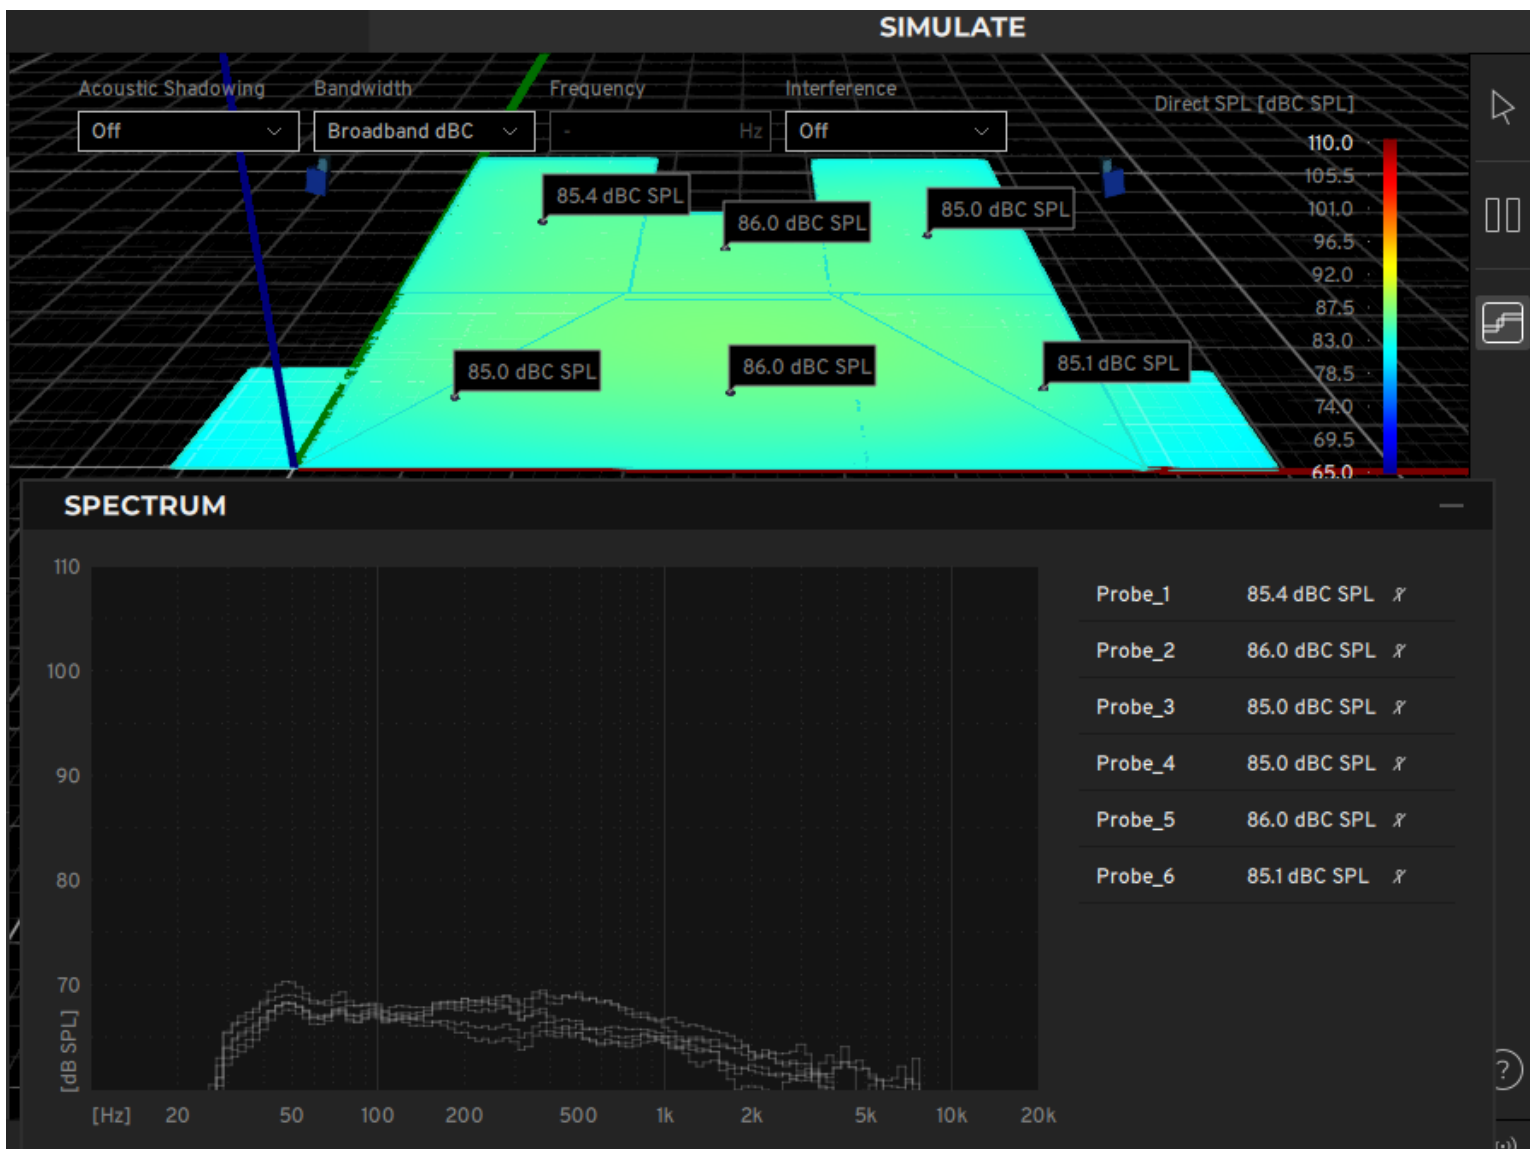 SIMULATE
Acoustic Shadowing Bandwidth Frequency Interference
Off Broadband dBC - Hz Off
Direct SPL [dBC SPL]
110.0
105.5
101.0
96.5
92.0
87.5
83.0
78.5
74.0
69.5
65.0
85.4 dBC SPL
86.0 dBC SPL
85.0 dBC SPL
85.0 dBC SPL
86.0 dBC SPL
85.1 dBC SPL
SPECTRUM
110
100
90
80
70
[dB SPL]
[Hz] 20 50 100 200 500 1k 2k 5k 10k 20k
Probe_1 85.4 dBC SPL
Probe_2 86.0 dBC SPL
Probe_3 85.0 dBC SPL
Probe_4 85.0 dBC SPL
Probe_5 86.0 dBC SPL
Probe_6 85.1 dBC SPL
?